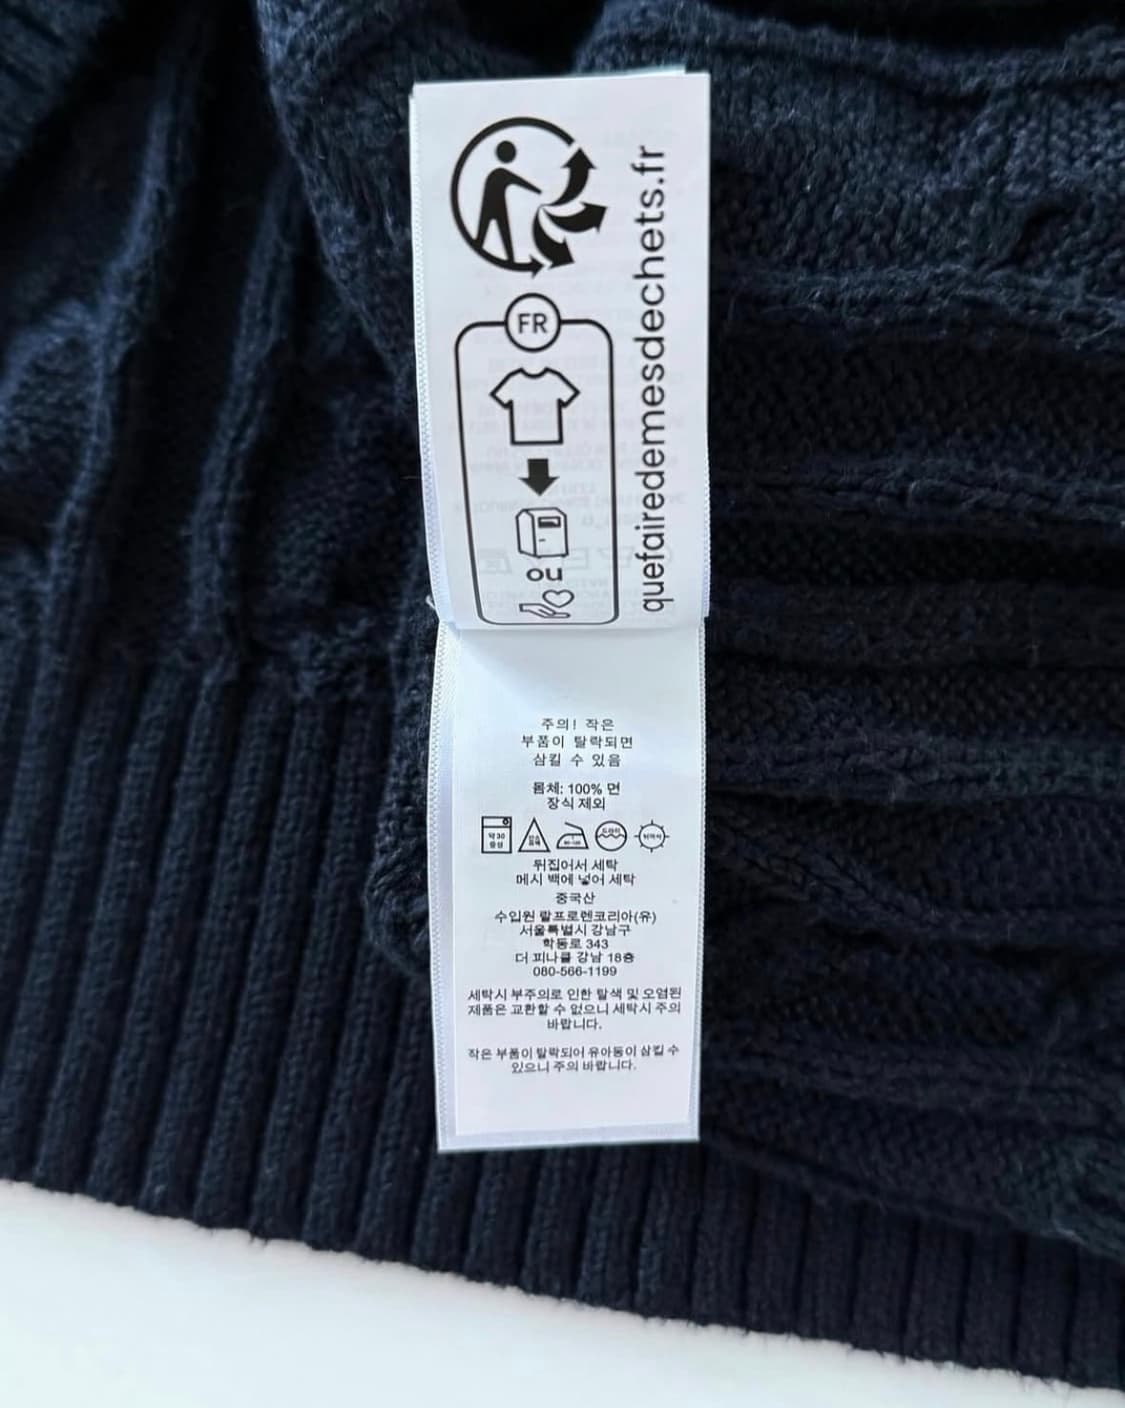 quefairedemesdechets.fr
FR
ou
주의! 작은
부품이 탈락되면
삼킬 수 있음
몸체: 100% 면
장식 제외
약 30
중성
드라이
뒤집어서 세탁
메시 백에 넣어 세탁
중국산
수입원 랄프로렌코리아(유)
서울특별시 강남구
학동로 343
더 피나클 강남 18층
080-566-1199
세탁시 부주의로 인한 탈색 및 오염된
제품은 교환할 수 없으니 세탁시 주의
바랍니다.
작은 부품이 탈락되어 유아동이 삼킬 수
있으니 주의 바랍니다.